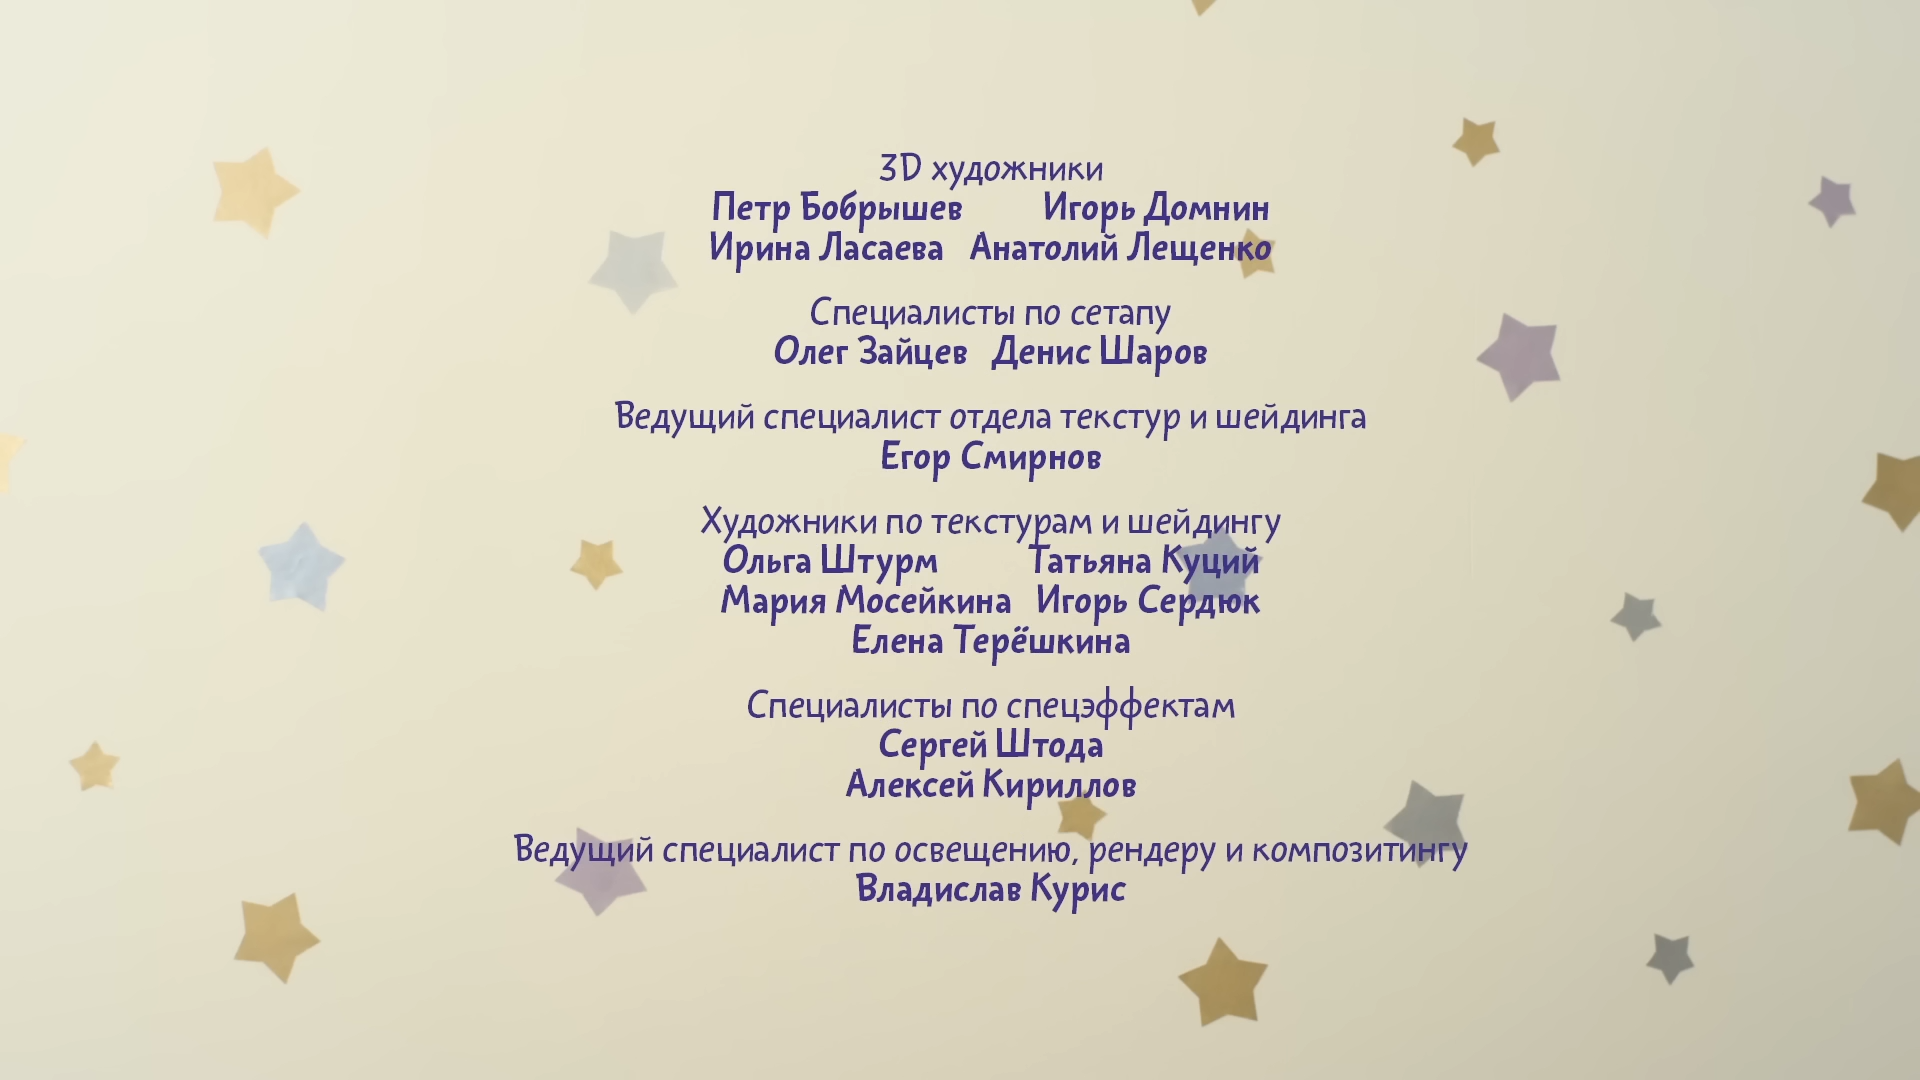 3D художники
Петр Бобрышев Игорь Домнин
Ирина Ласаева Анатолий Лещенко
Специалисты по сетапу
Олег Зайцев Денис Шаров
Ведущий специалист отдела текстур и шейдинга
Егор Смирнов
Художники по текстурам и шейдингу
Ольга Штурм Татьяна Куций
Мария Мосейкина Игорь Сердюк
Елена Терёшкина
Специалисты по спецэффектам
Сергей Штода
Алексей Кириллов
Ведущий специалист по освещению, рендеру и композитингу
Владислав Курис